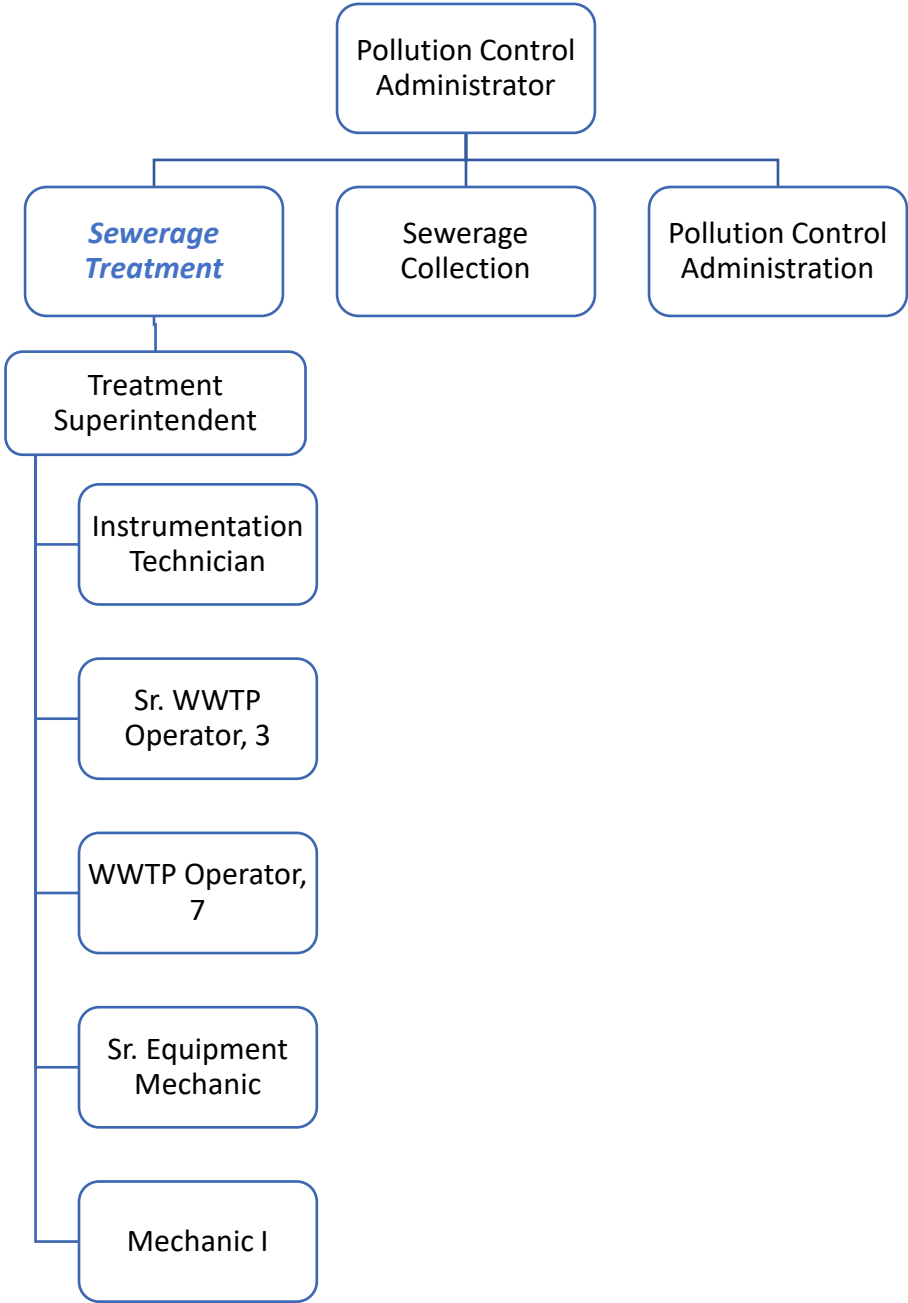 Pollution Control
Administrator
Sewerage
Treatment
Sewerage
Collection
Pollution Control
Administration
Treatment
Superintendent
Instrumentation
Technician
Sr. WWTP
Operator, 3
WWTP Operator,
7
Sr. Equipment
Mechanic
Mechanic I